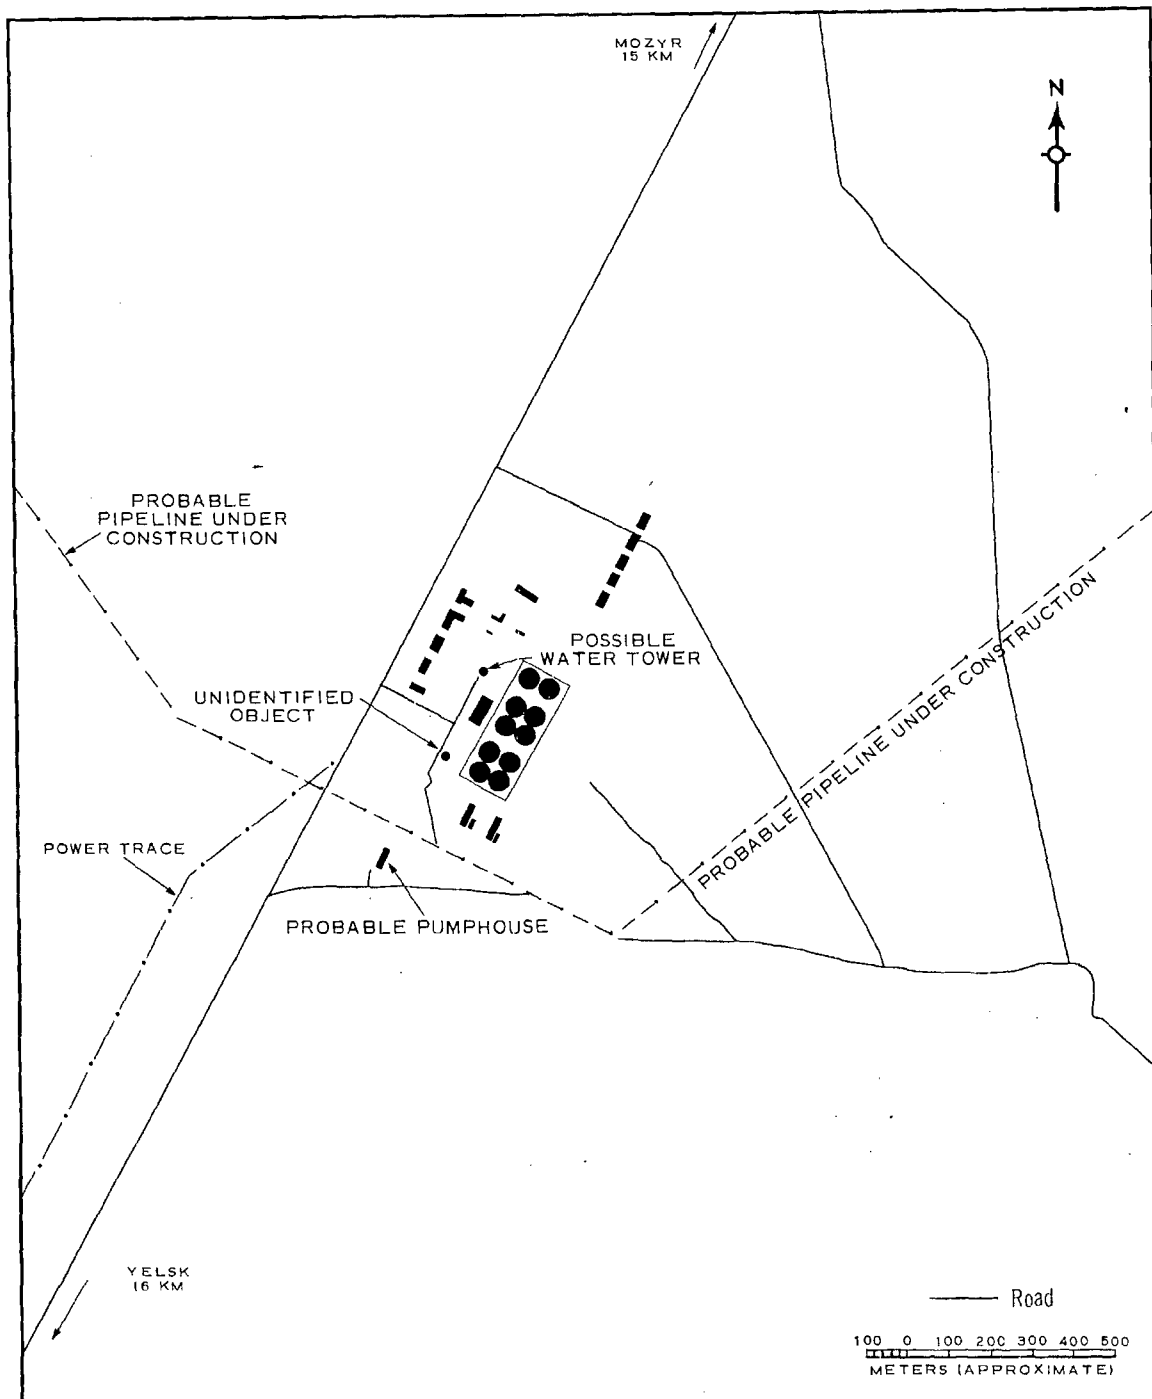 MOZYR
15 KM
N
PROBABLE
PIPELINE UNDER
CONSTRUCTION
POSSIBLE
WATER TOWER
UNIDENTIFIED
OBJECT
PROBABLE PIPELINE UNDER CONSTRUCTION
POWER TRACE
PROBABLE PUMPHOUSE
YELSK
16 KM
Road
100 0 100 200 300 400 500
METERS (APPROXIMATE)